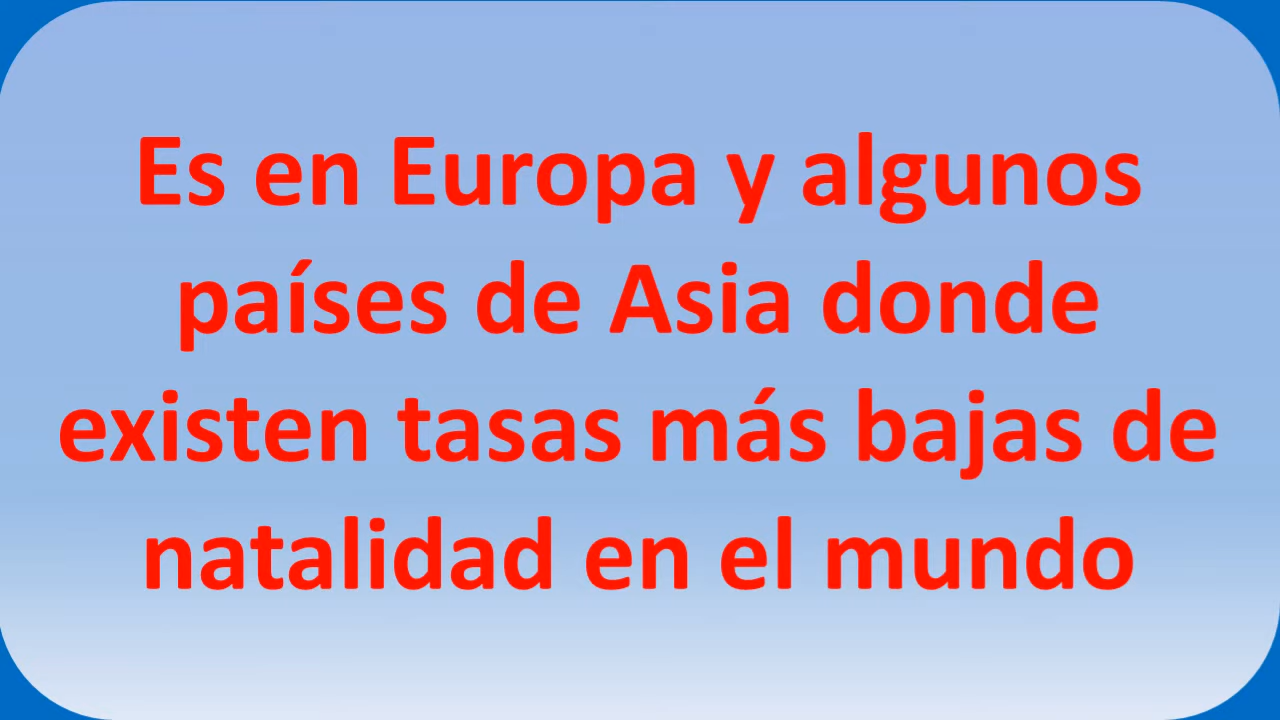 Es en Europa y algunos
países de Asia donde
existen tasas más bajas de
natalidad en el mundo